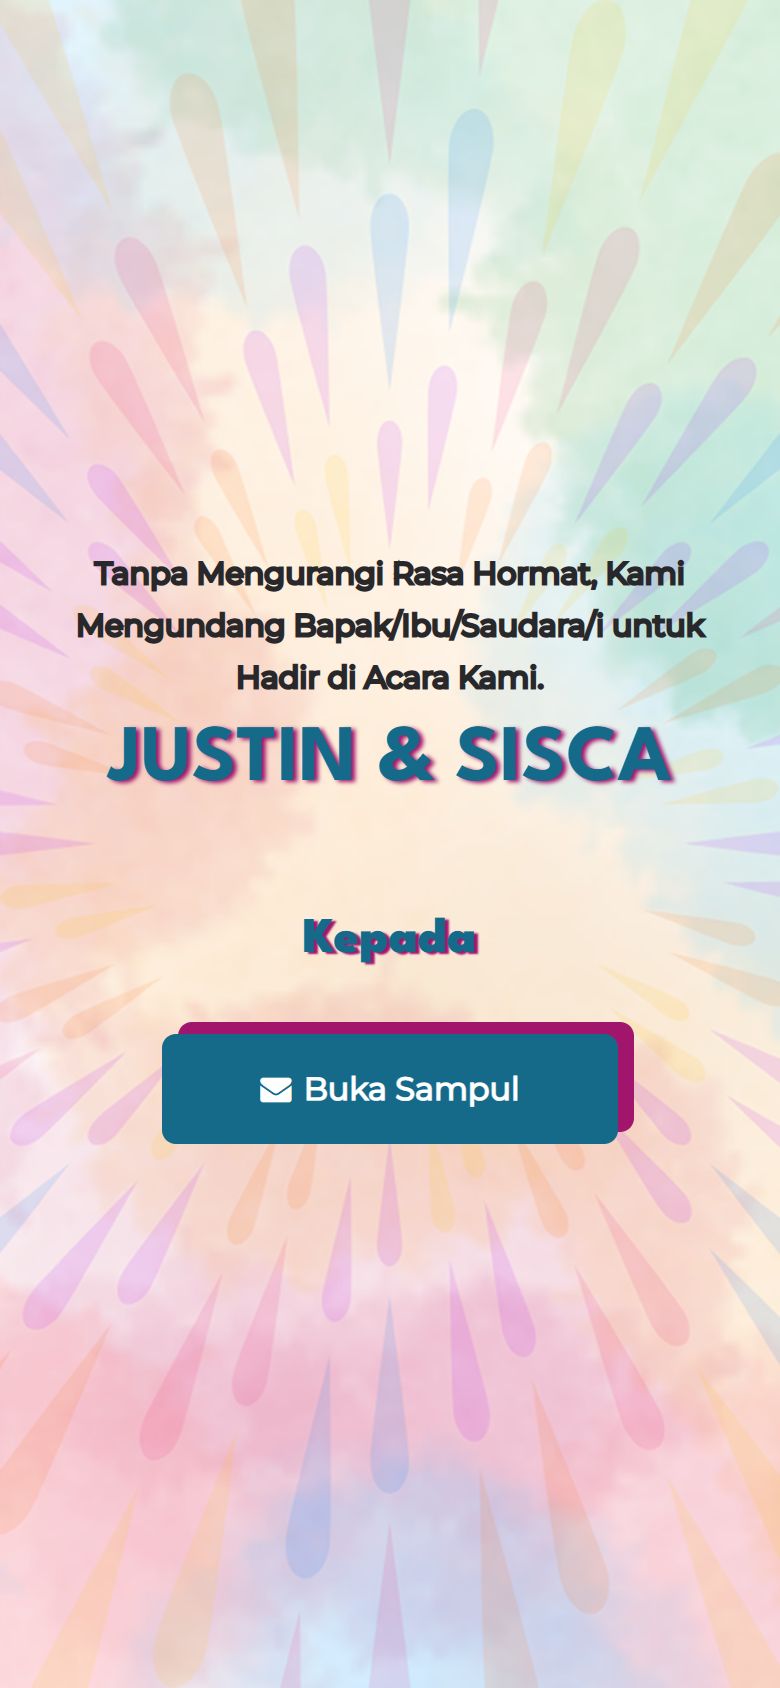 Tanpa Mengurangi Rasa Hormat, Kami
Mengundang Bapak/Ibu/Saudara/i untuk
Hadir di Acara Kami.
JUSTIN & SISCA
Kepada
Buka Sampul